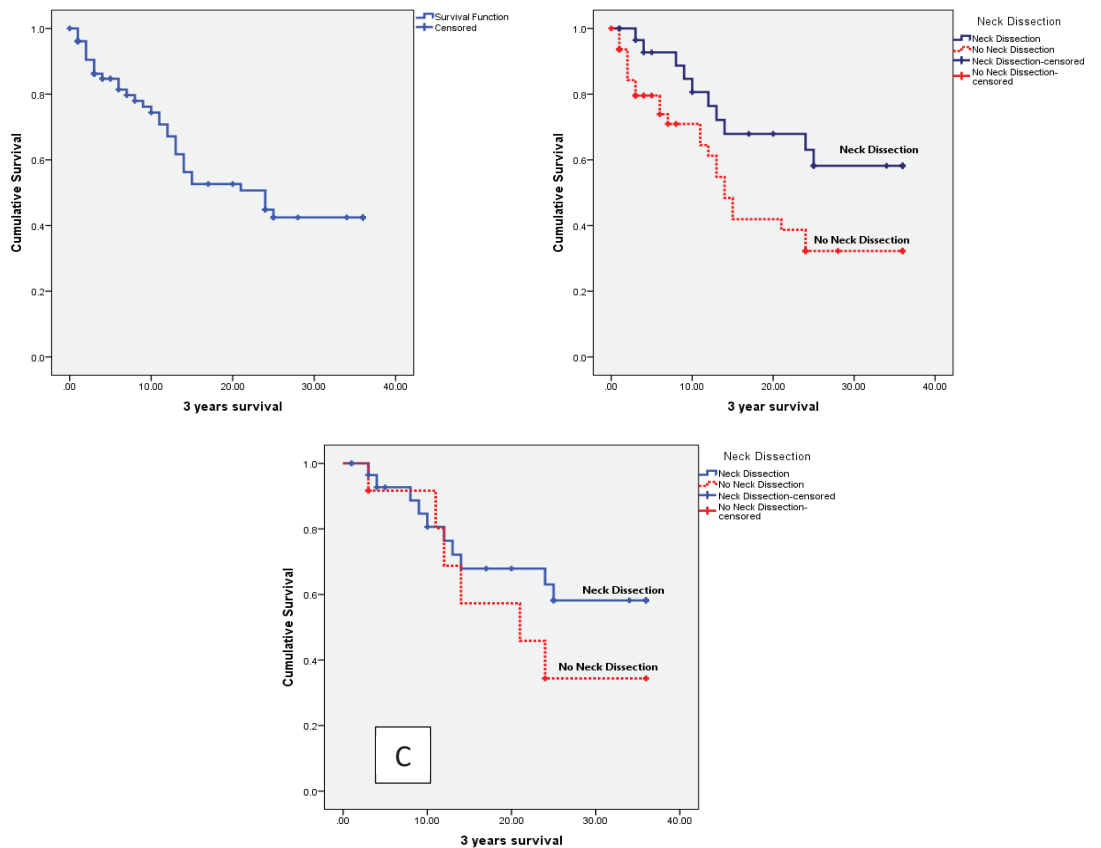 Survival Function
Censored
Cumulative Survival
1.0
0.8
0.6
0.4
0.2
0.0
.00 10.00 20.00 30.00 40.00
3 years survival
Neck Dissection
Neck Dissection
No Neck Dissection
Neck Dissection-censored
No Neck Dissection-
censored
Cumulative Survival
1.0
0.8
0.6
0.4
0.2
0.0
Neck Dissection
No Neck Dissection
.00 10.00 20.00 30.00 40.00
3 year survival
Neck Dissection
Neck Dissection
No Neck Dissection
Neck Dissection-censored
No Neck Dissection-
censored
Cumulative Survival
1.0
0.8
0.6
0.4
0.2
0.0
Neck Dissection
No Neck Dissection
C
.00 10.00 20.00 30.00 40.00
3 years survival